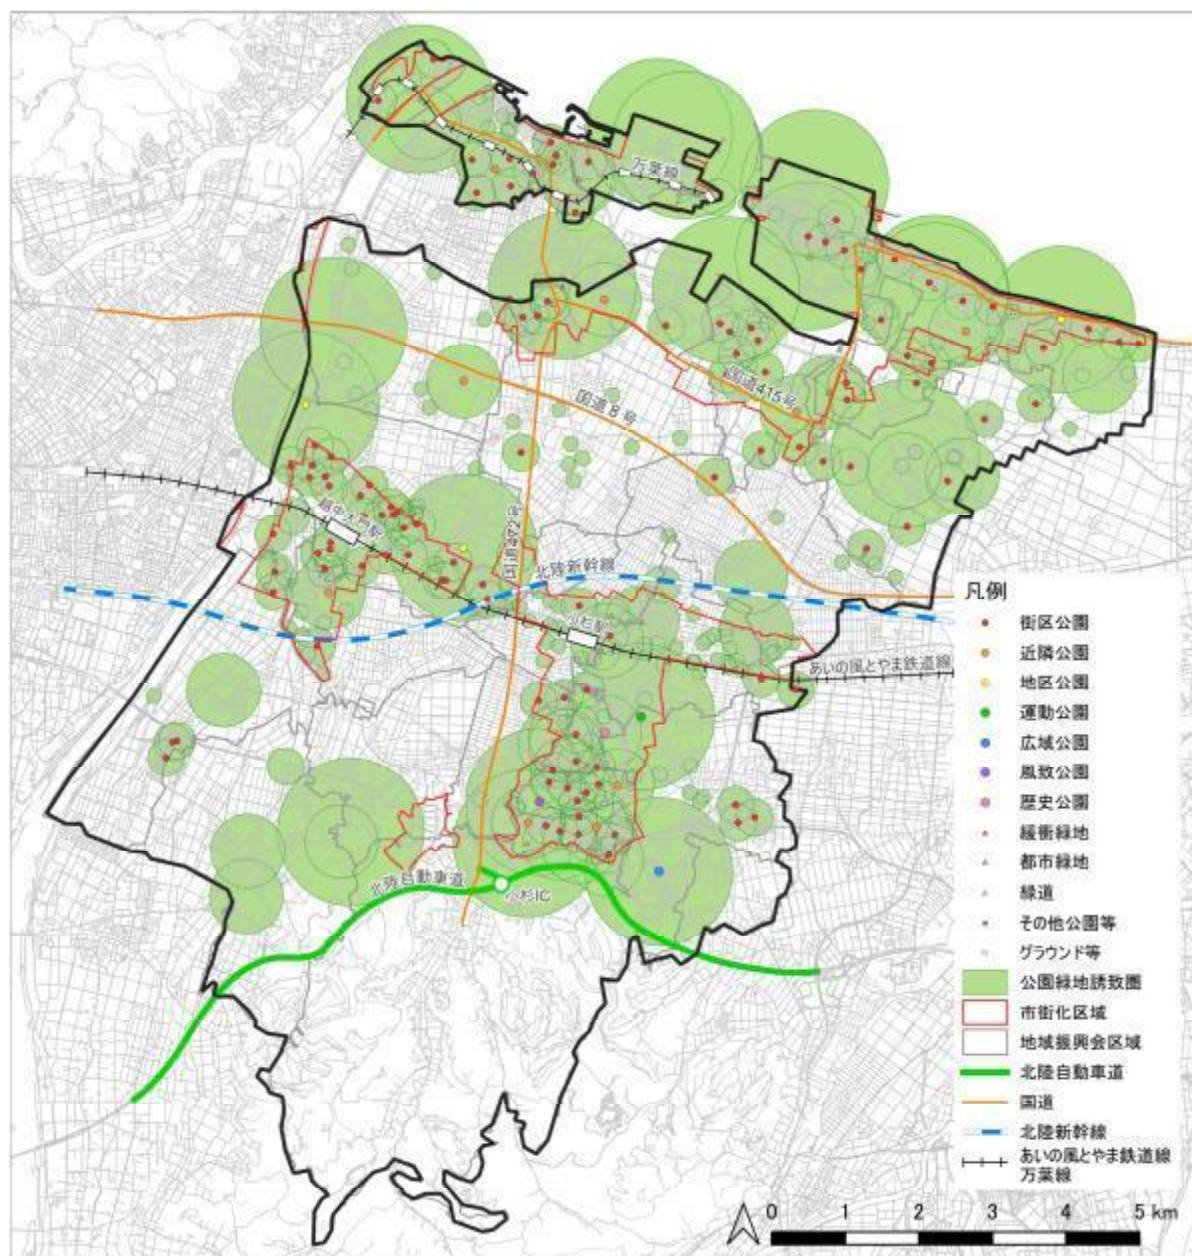 万葉線
国道415号
国道8号
越中大門駅
国道472号
北陸新幹線
小杉駅
あいの風とやま鉄道線
北陸自動車道
小杉IC
凡例
街区公園
近隣公園
地区公園
運動公園
広域公園
風致公園
歴史公園
緩衝緑地
都市緑地
緑道
その他公園等
グラウンド等
公園緑地誘致圏
市街化区域
地域振興会区域
北陸自動車道
国道
北陸新幹線
あいの風とやま鉄道線
万葉線
0 1 2 3 4 5 km